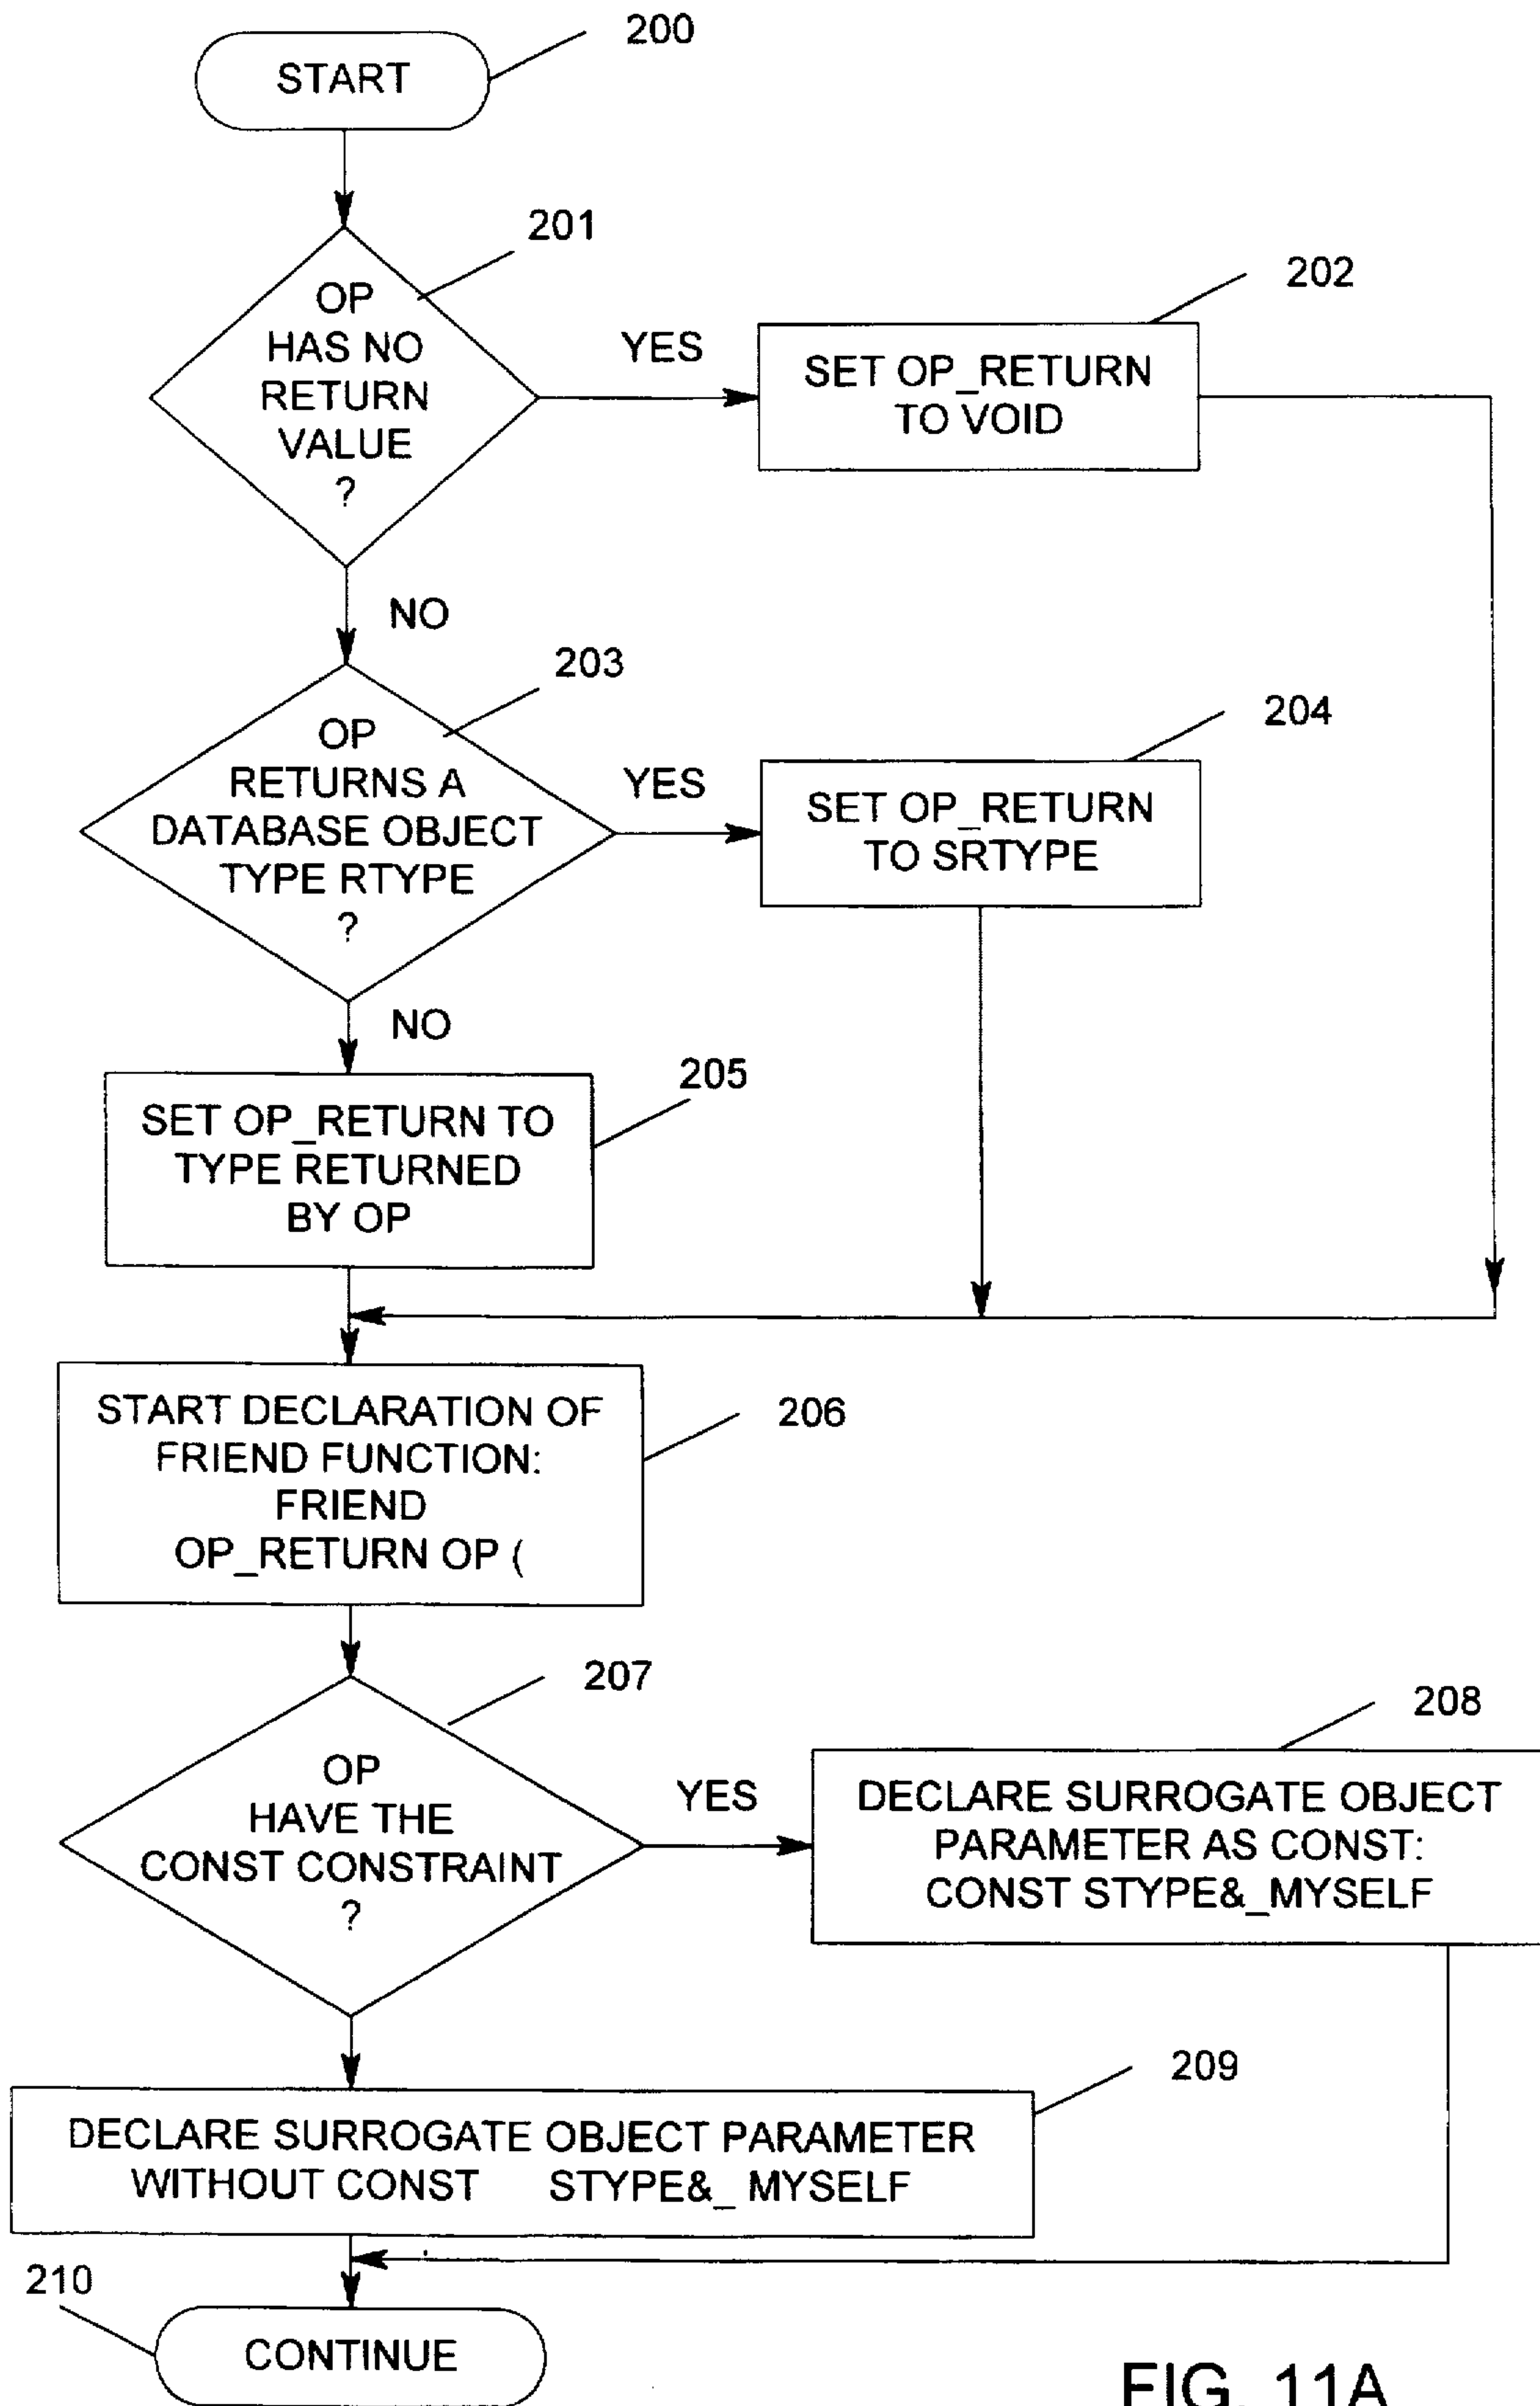 START
200
201
OP
HAS NO
RETURN
VALUE
?
YES
202
SET OP_RETURN
TO VOID
NO
203
OP
RETURNS A
DATABASE OBJECT
TYPE RTYPE
?
YES
204
SET OP_RETURN
TO SRTYPE
NO
205
SET OP_RETURN TO
TYPE RETURNED
BY OP
206
START DECLARATION OF
FRIEND FUNCTION:
FRIEND
OP_RETURN OP (
207
OP
HAVE THE
CONST CONSTRAINT
?
YES
208
DECLARE SURROGATE OBJECT
PARAMETER AS CONST:
CONST STYPE&_MYSELF
209
DECLARE SURROGATE OBJECT PARAMETER
WITHOUT CONST STYPE&_ MYSELF
210
CONTINUE
FIG. 11A